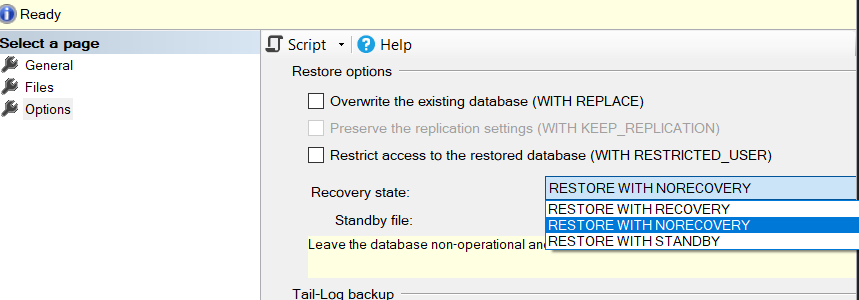 Ready
Select a page
General
Files
Options
Script
Help
Restore options
Overwrite the existing database (WITH REPLACE)
Preserve the replication settings (WITH KEEP_REPLICATION)
Restrict access to the restored database (WITH RESTRICTED_USER)
Recovery state:
RESTORE WITH NORECOVERY
RESTORE WITH RECOVERY
RESTORE WITH NORECOVERY
RESTORE WITH STANDBY
Standby file:
Leave the database non-operational and
Tail-Log backup